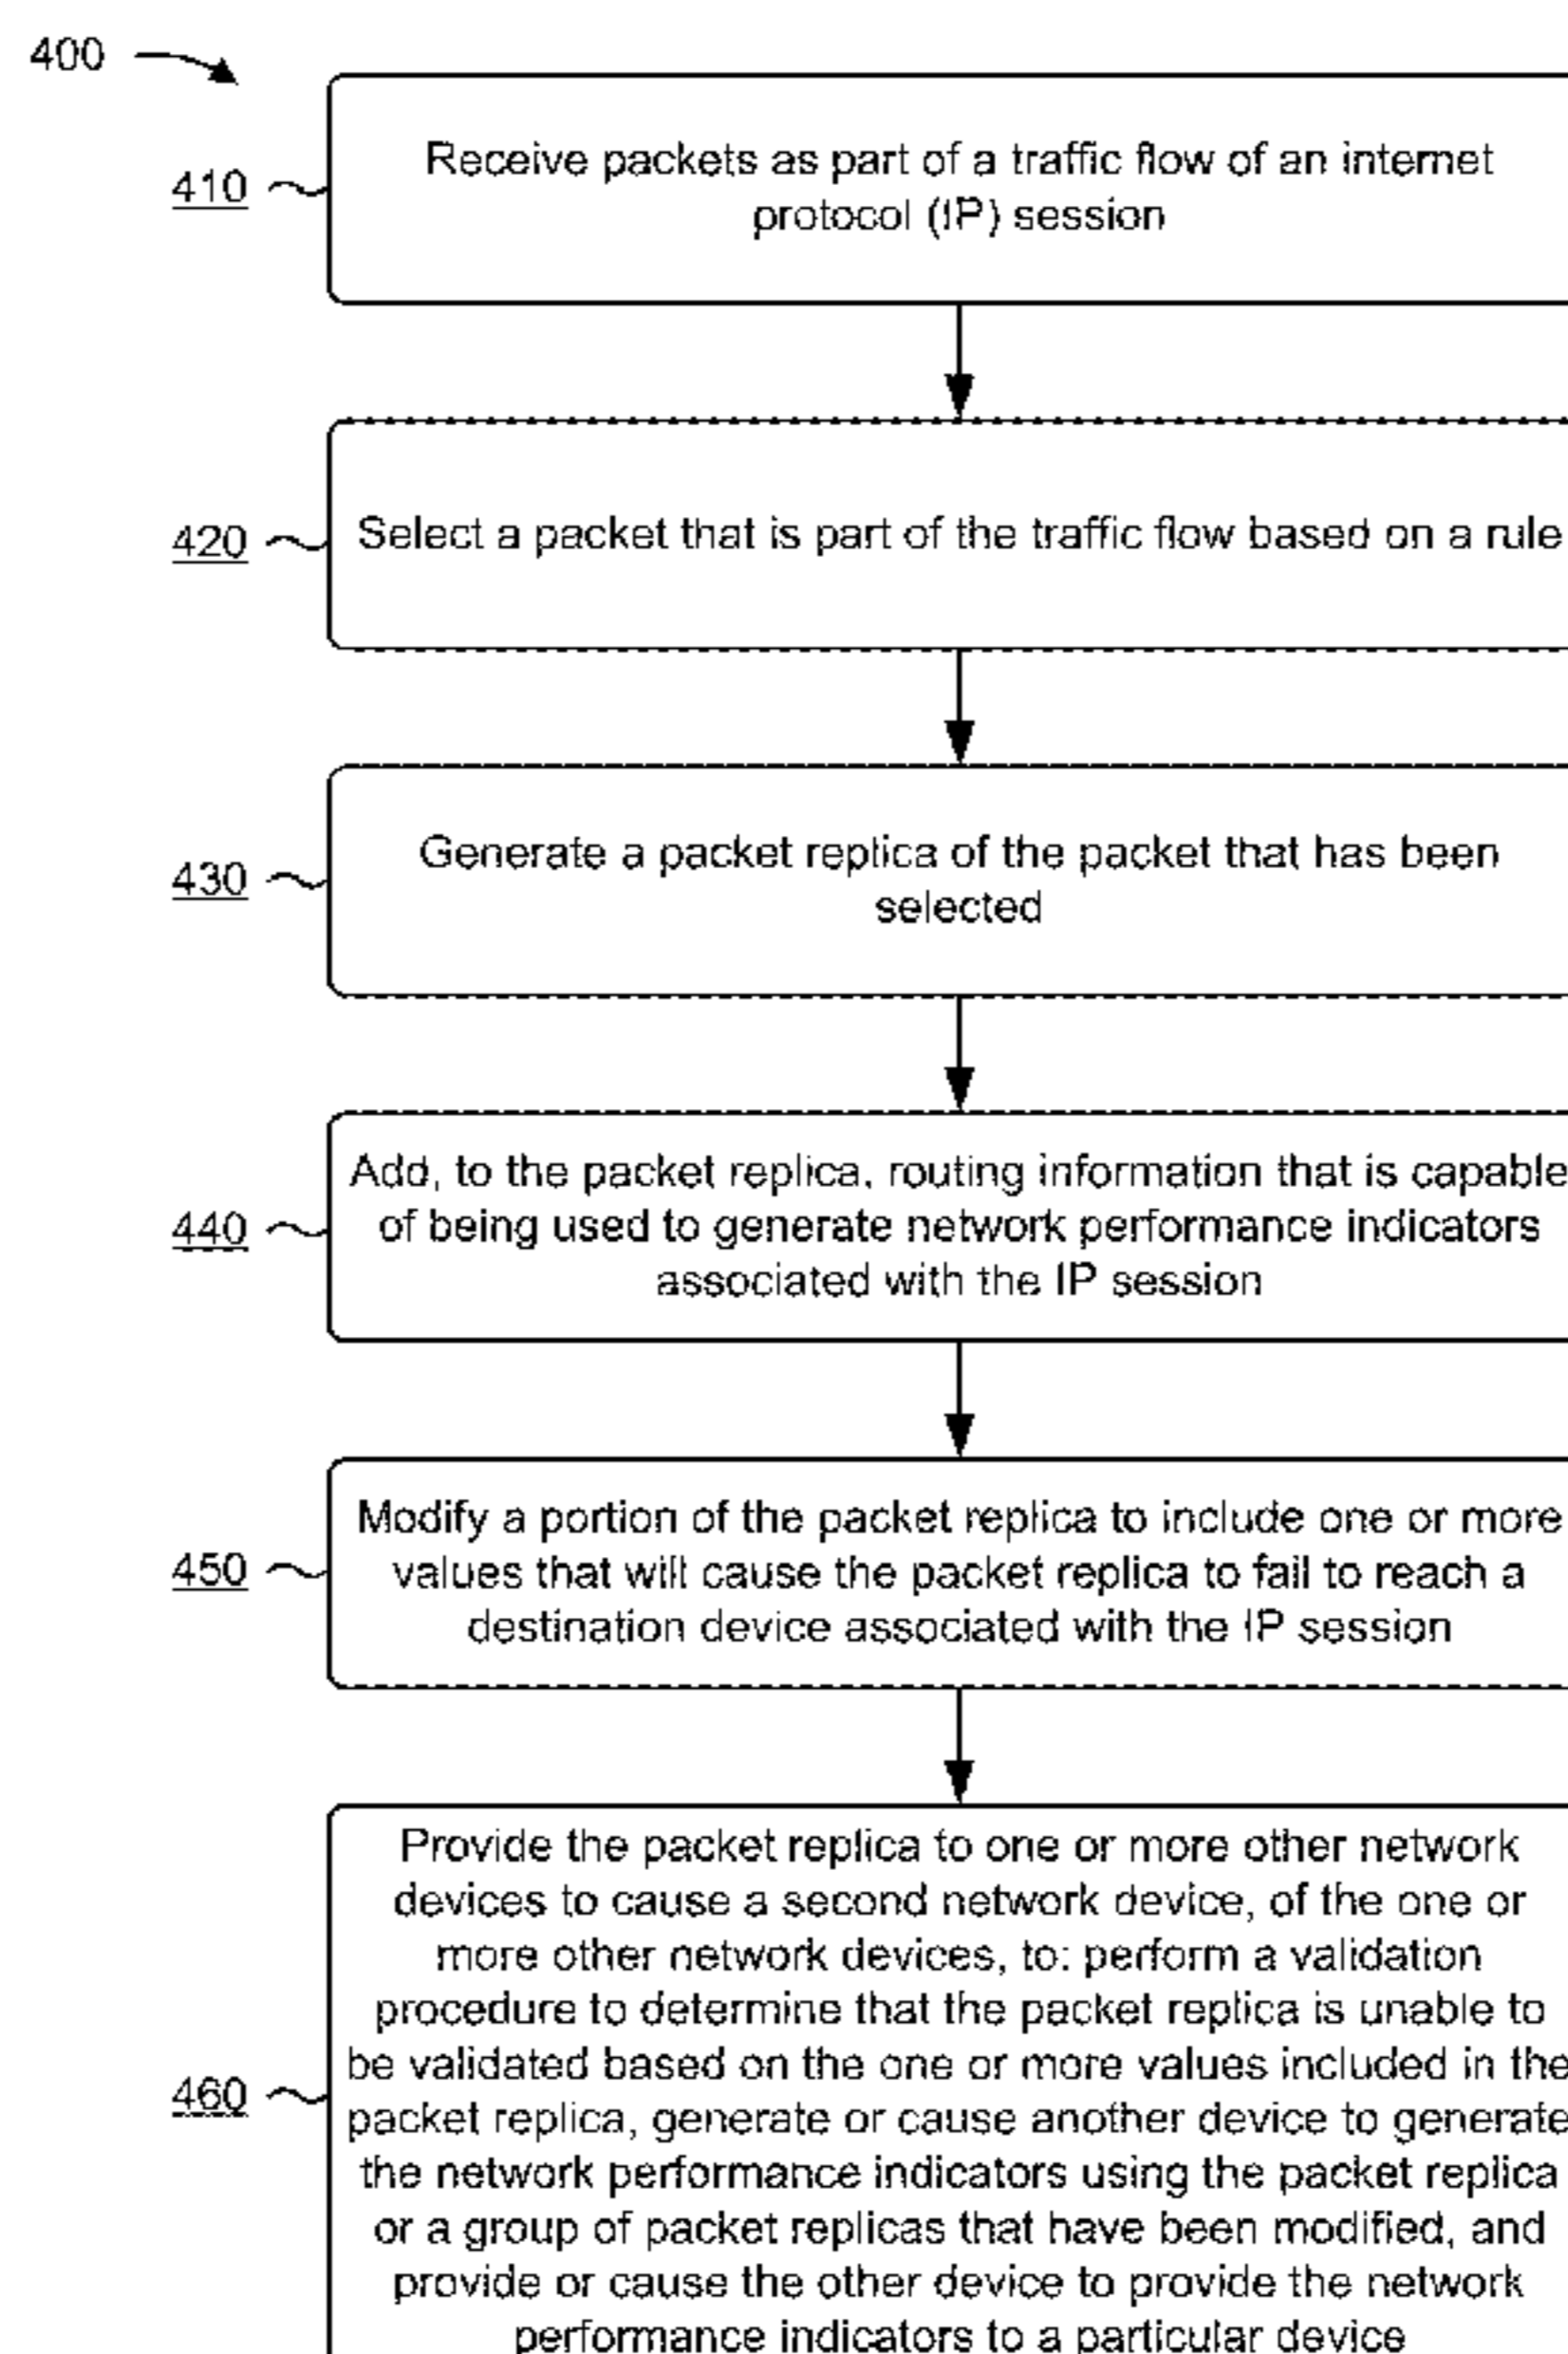 400
410
Receive packets as part of a traffic flow of an internet
protocol (IP) session
420
Select a packet that is part of the traffic flow based on a rule
430
Generate a packet replica of the packet that has been
selected
440
Add, to the packet replica, routing information that is capable
of being used to generate network performance indicators
associated with the IP session
450
Modify a portion of the packet replica to include one or more
values that will cause the packet replica to fail to reach a
destination device associated with the IP session
460
Provide the packet replica to one or more other network
devices to cause a second network device, of the one or
more other network devices, to: perform a validation
procedure to determine that the packet replica is unable to
be validated based on the one or more values included in the
packet replica, generate or cause another device to generate
the network performance indicators using the packet replica
or a group of packet replicas that have been modified, and
provide or cause the other device to provide the network
performance indicators to a particular device